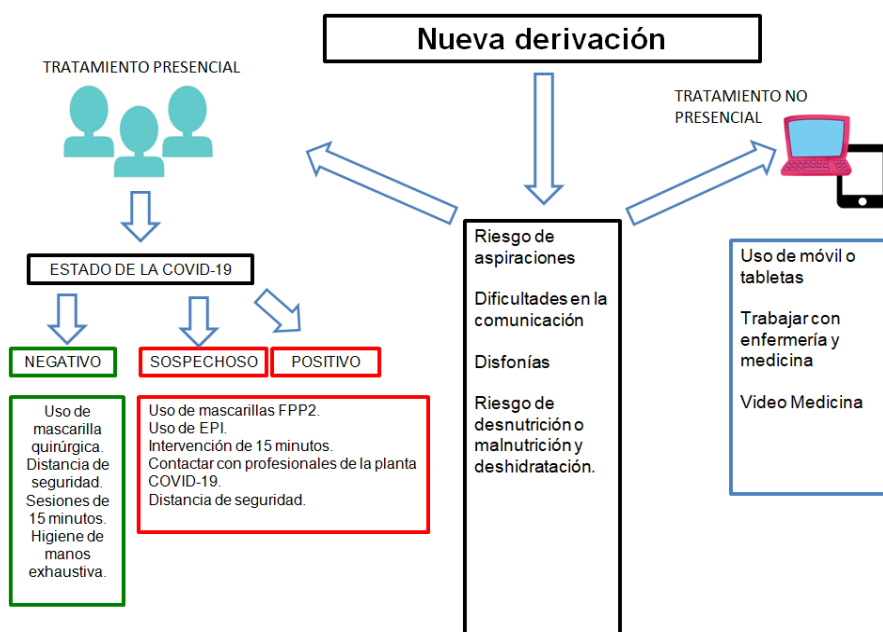 Nueva derivación
TRATAMIENTO PRESENCIAL
TRATAMIENTO NO
PRESENCIAL
ESTADO DE LA COVID-19
NEGATIVO
SOSPECHOSO
POSITIVO
Uso de
mascarilla
quirúrgica.
Distancia de
seguridad.
Sesiones de
15 minutos.
Higiene de
manos
exhaustiva.
Uso de mascarillas FPP2.
Uso de EPI.
Intervención de 15 minutos.
Contactar con profesionales de la planta
COVID-19.
Distancia de seguridad.
Riesgo de
aspiraciones
Dificultades en la
comunicación
Disfonías
Riesgo de
desnutrición o
malnutrición y
deshidratación.
Uso de móvil o
tabletas
Trabajar con
enfermería y
medicina
Video Medicina